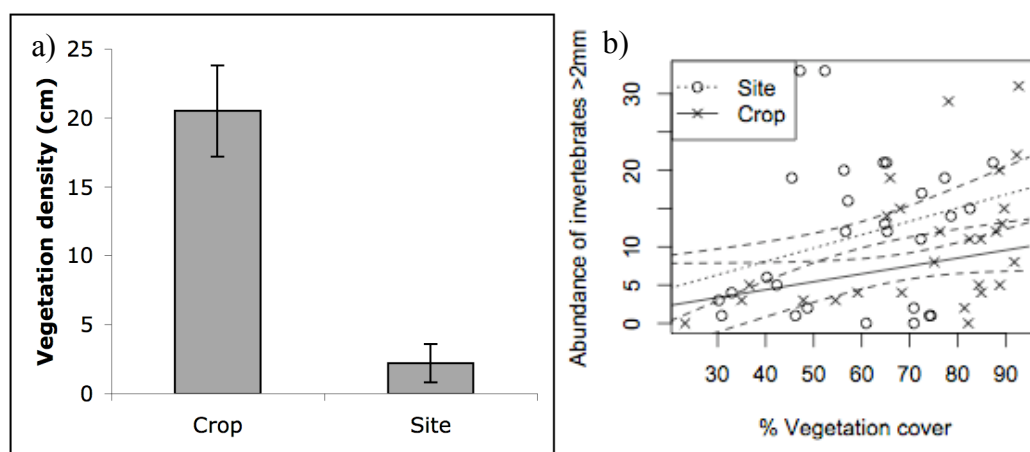 a)
Vegetation density (cm)
25
20
15
10
5
0
Crop
Site
b)
Abundance of invertebrates >2mm
30
20
10
5
0
Site
Crop
30 40 50 60 70 80 90
% Vegetation cover